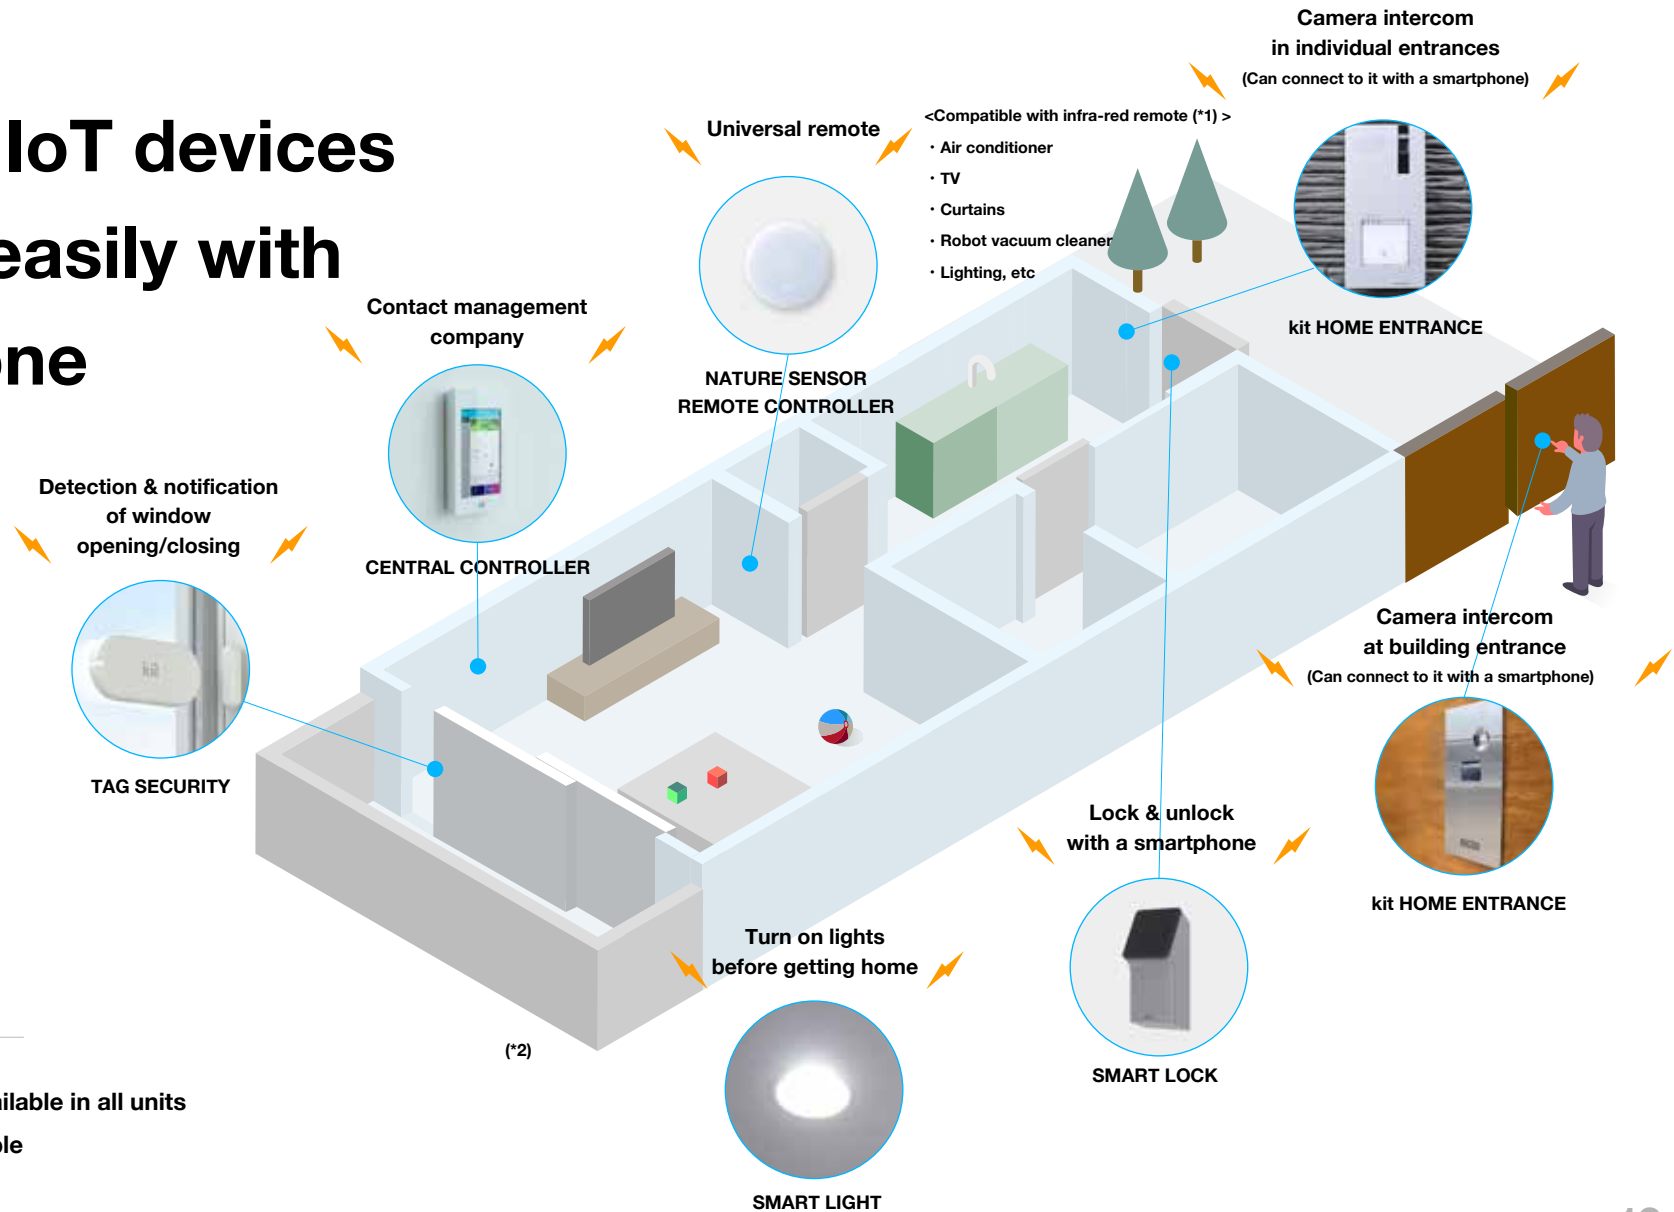 IoT devices
easily with
one
Camera intercom
in individual entrances
(Can connect to it with a smartphone)
kit HOME ENTRANCE
Universal remote
<Compatible with infra-red remote (*1) >
・Air conditioner
・TV
・Curtains
・Robot vacuum cleaner
・Lighting, etc
NATURE SENSOR
REMOTE CONTROLLER
Contact management
company
CENTRAL CONTROLLER
Detection & notification
of window
opening/closing
kit
TAG SECURITY
Camera intercom
at building entrance
(Can connect to it with a smartphone)
kit HOME ENTRANCE
Lock & unlock
with a smartphone
SMART LOCK
Turn on lights
before getting home
SMART LIGHT
(*2)
ilable in all units